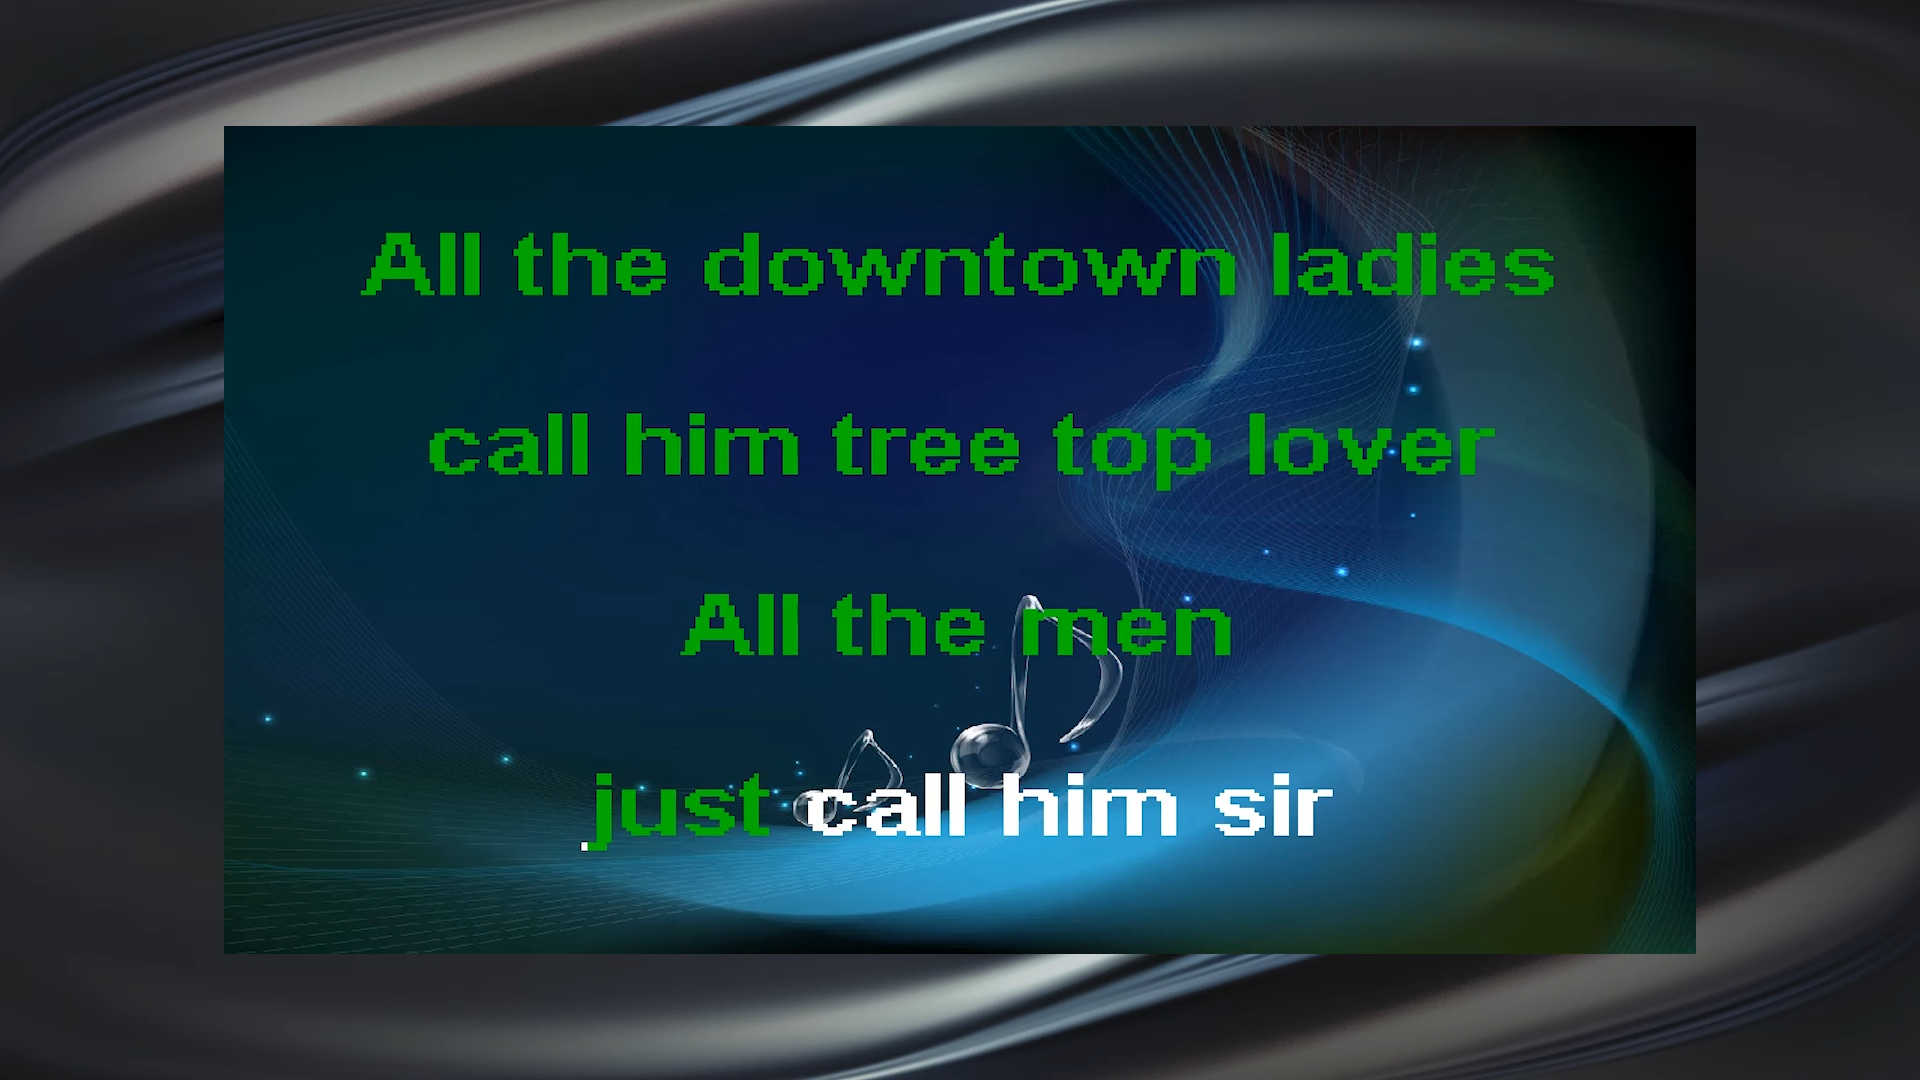 All the downtown ladies
call him tree top lover
All the men
just call him sir